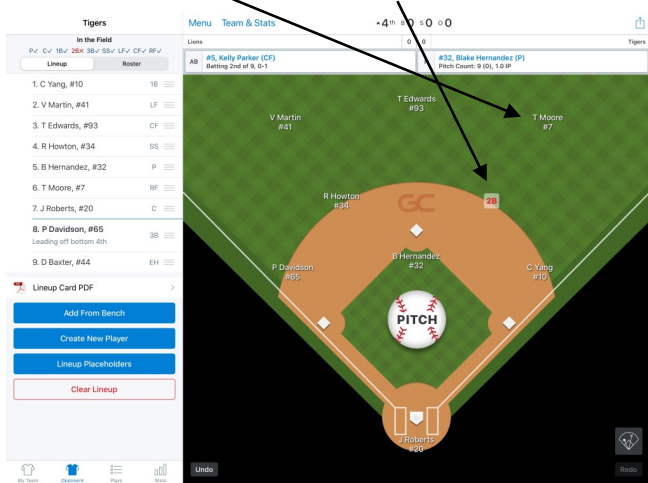 Tigers
In the Field
P✓ C✓ 1B✓ 2B✕ 3B✓ SS✓ LF✓ CF✓ RF✓
Lineup Roster
1. C Yang, #10 1B
2. V Martin, #41 LF
3. T Edwards, #93 CF
4. R Howton, #34 SS
5. B Hernandez, #32 P
6. T Moore, #7 RF
7. J Roberts, #20 C
8. P Davidson, #65 3B
Leading off bottom 4th
9. D Baxter, #44 EH
Lineup Card PDF
Add From Bench
Create New Player
Lineup Placeholders
Clear Lineup
My Team Opponent Plays Stats
Menu Team & Stats ▲4th B0 S0 O0
Lions 0 0 Tigers
AB #5, Kelly Parker (CF)
Batting 2nd of 9, 0-1
#32, Blake Hernandez (P)
Pitch Count: 9 (0), 1.0 IP
T Edwards
#93
V Martin
#41
T Moore
#7
R Howton
#34
GC
2B
B Hernandez
#32
P Davidson
#65
C Yang
#10
PITCH
J Roberts
#20
Undo Redo